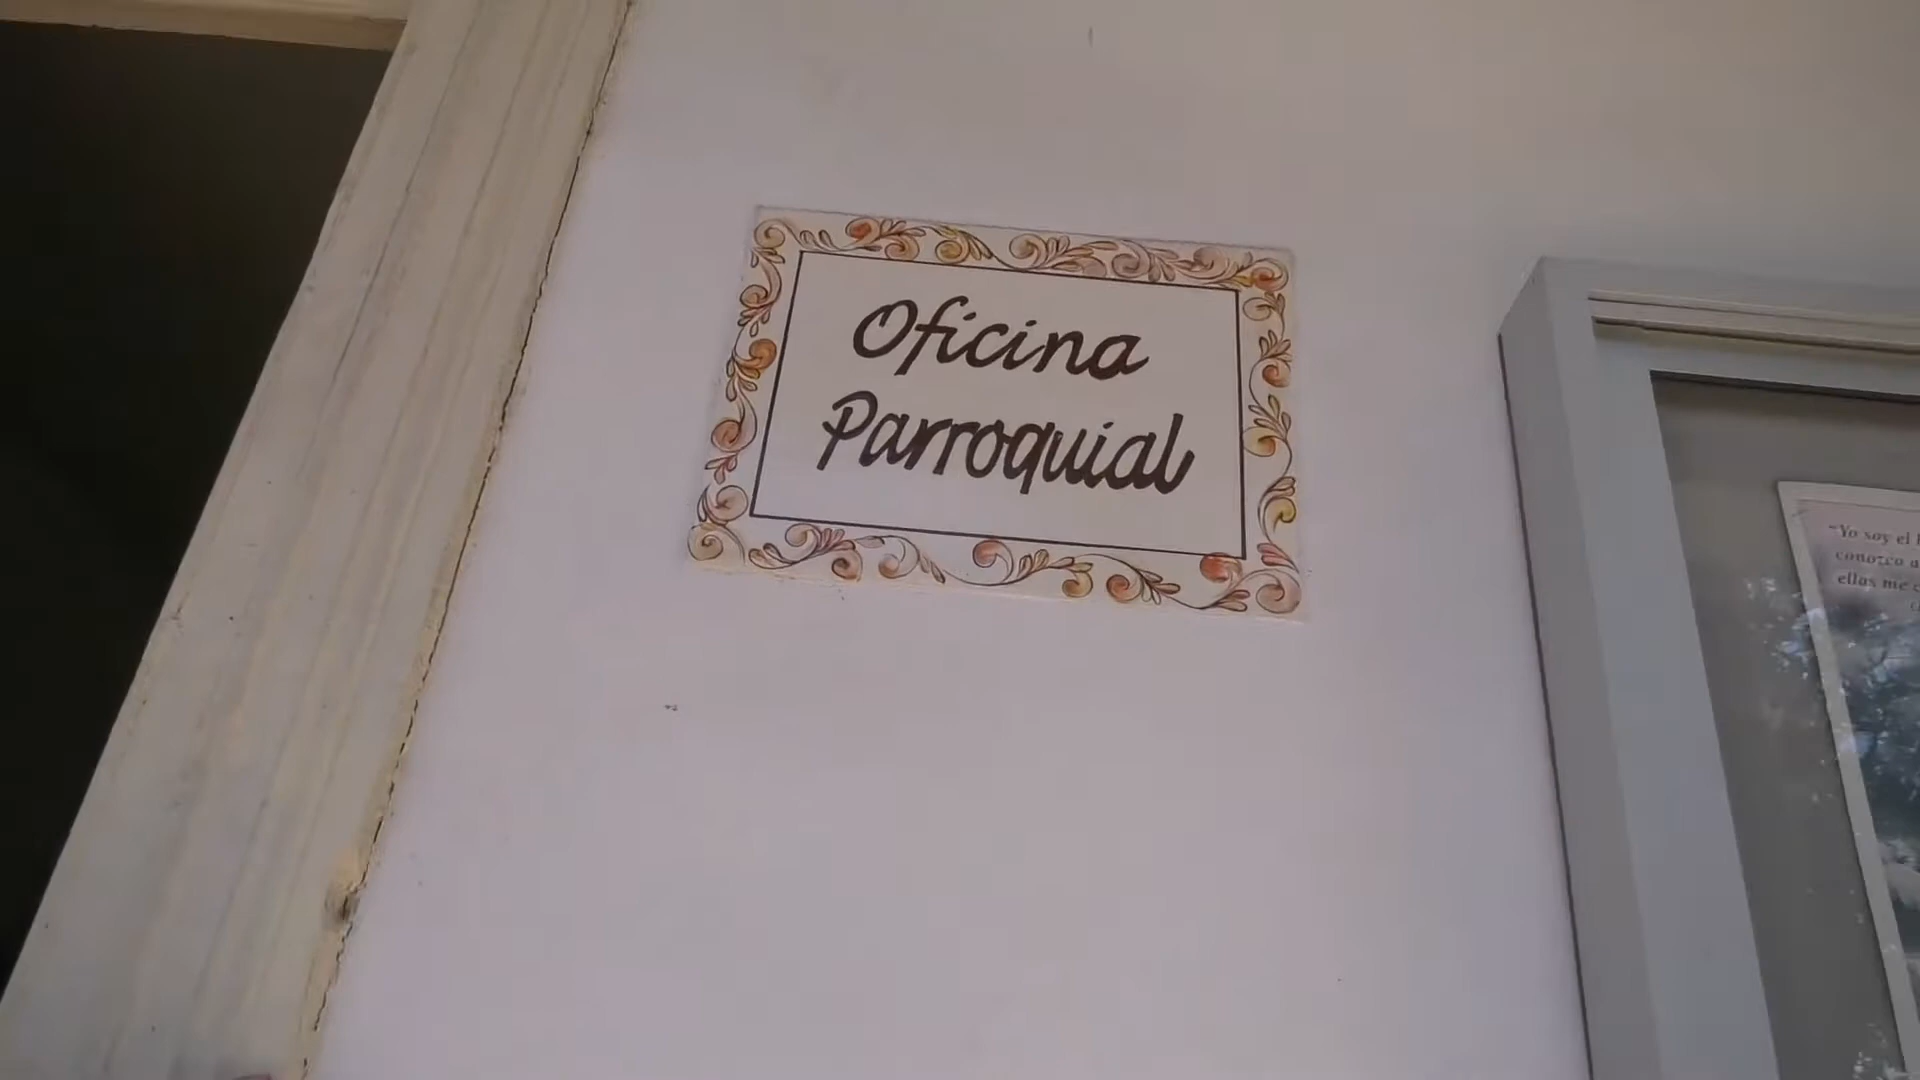 Oficina
Parroquial
"Yo soy el
conozco
ellas me